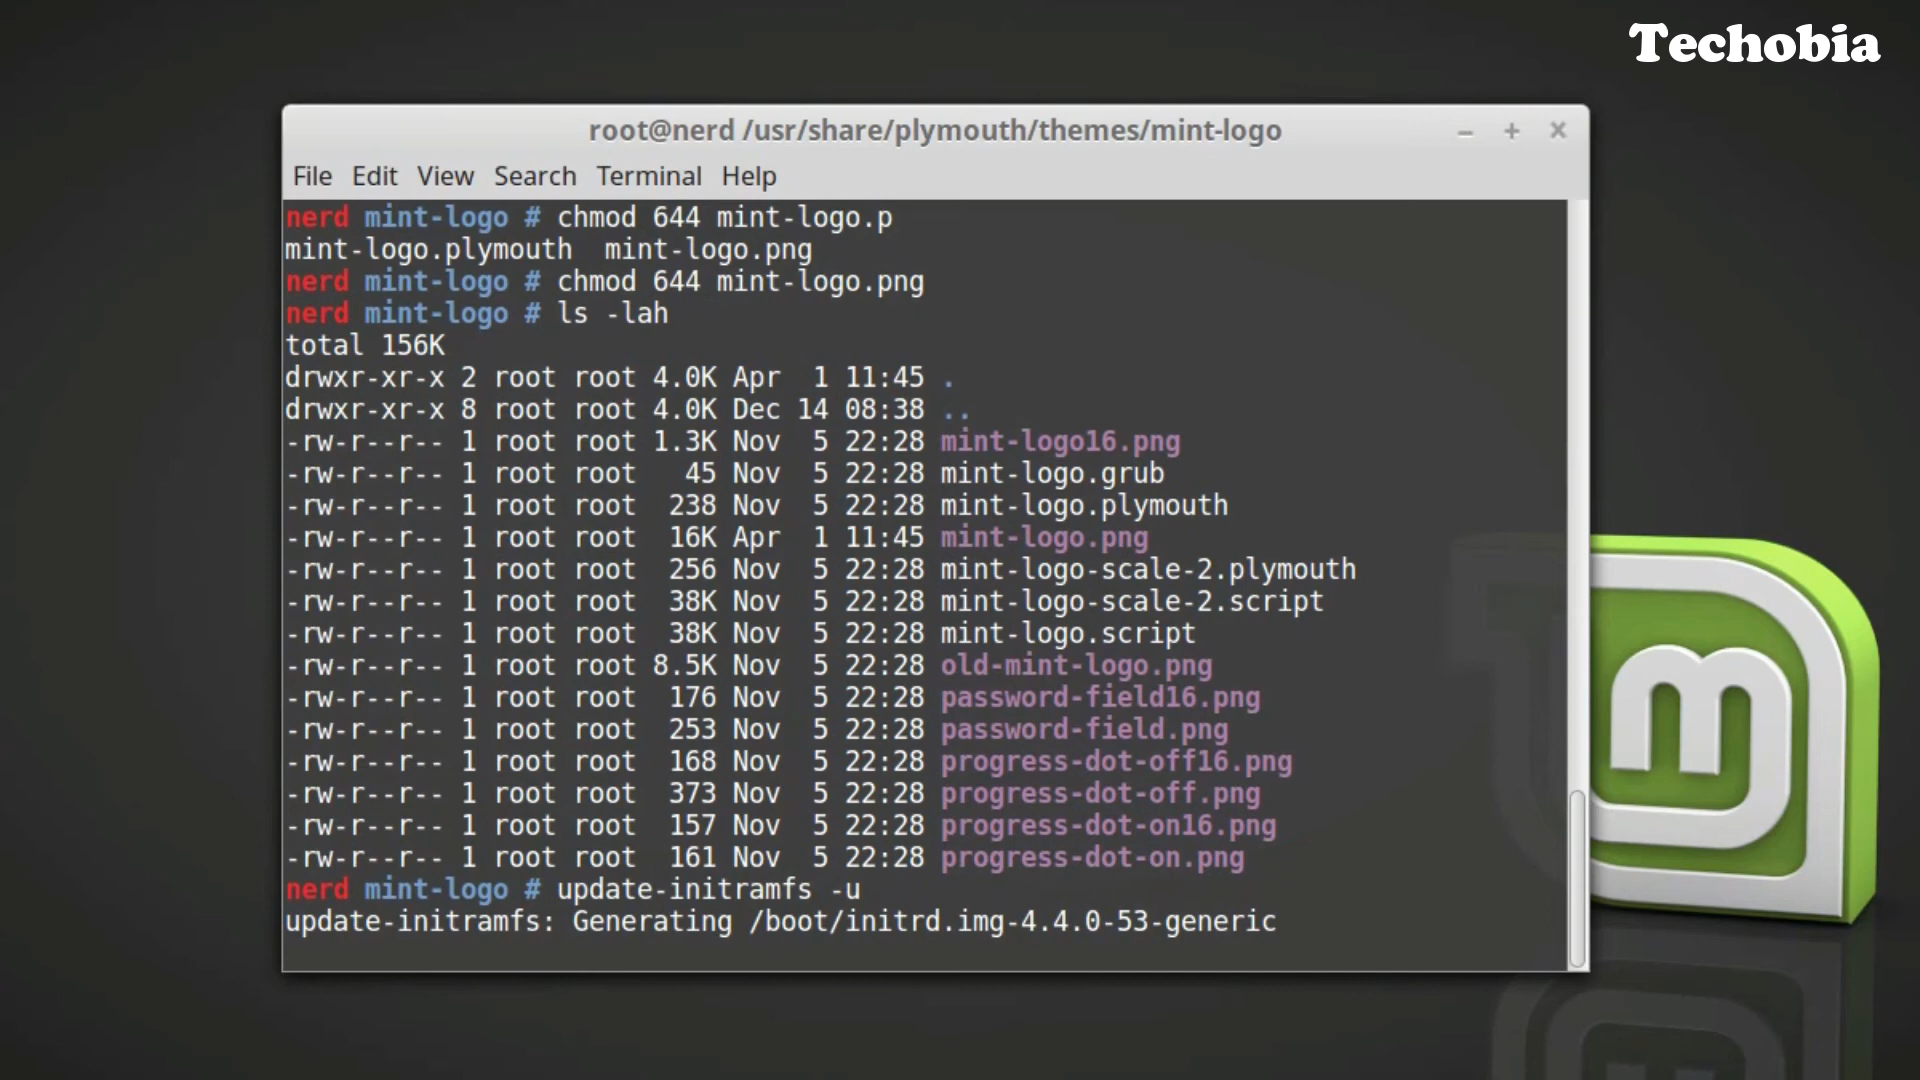 Techobia
root@nerd /usr/share/plymouth/themes/mint-logo
File Edit View Search Terminal Help
nerd mint-logo # chmod 644 mint-logo.p
mint-logo.plymouth  mint-logo.png
nerd mint-logo # chmod 644 mint-logo.png
nerd mint-logo # ls -lah
total 156K
drwxr-xr-x 2 root root 4.0K Apr  1 11:45 .
drwxr-xr-x 8 root root 4.0K Dec 14 08:38 ..
-rw-r--r-- 1 root root 1.3K Nov  5 22:28 mint-logo16.png
-rw-r--r-- 1 root root   45 Nov  5 22:28 mint-logo.grub
-rw-r--r-- 1 root root  238 Nov  5 22:28 mint-logo.plymouth
-rw-r--r-- 1 root root  16K Apr  1 11:45 mint-logo.png
-rw-r--r-- 1 root root  256 Nov  5 22:28 mint-logo-scale-2.plymouth
-rw-r--r-- 1 root root  38K Nov  5 22:28 mint-logo-scale-2.script
-rw-r--r-- 1 root root  38K Nov  5 22:28 mint-logo.script
-rw-r--r-- 1 root root 8.5K Nov  5 22:28 old-mint-logo.png
-rw-r--r-- 1 root root  176 Nov  5 22:28 password-field16.png
-rw-r--r-- 1 root root  253 Nov  5 22:28 password-field.png
-rw-r--r-- 1 root root  168 Nov  5 22:28 progress-dot-off16.png
-rw-r--r-- 1 root root  373 Nov  5 22:28 progress-dot-off.png
-rw-r--r-- 1 root root  157 Nov  5 22:28 progress-dot-on16.png
-rw-r--r-- 1 root root  161 Nov  5 22:28 progress-dot-on.png
nerd mint-logo # update-initramfs -u
update-initramfs: Generating /boot/initrd.img-4.4.0-53-generic